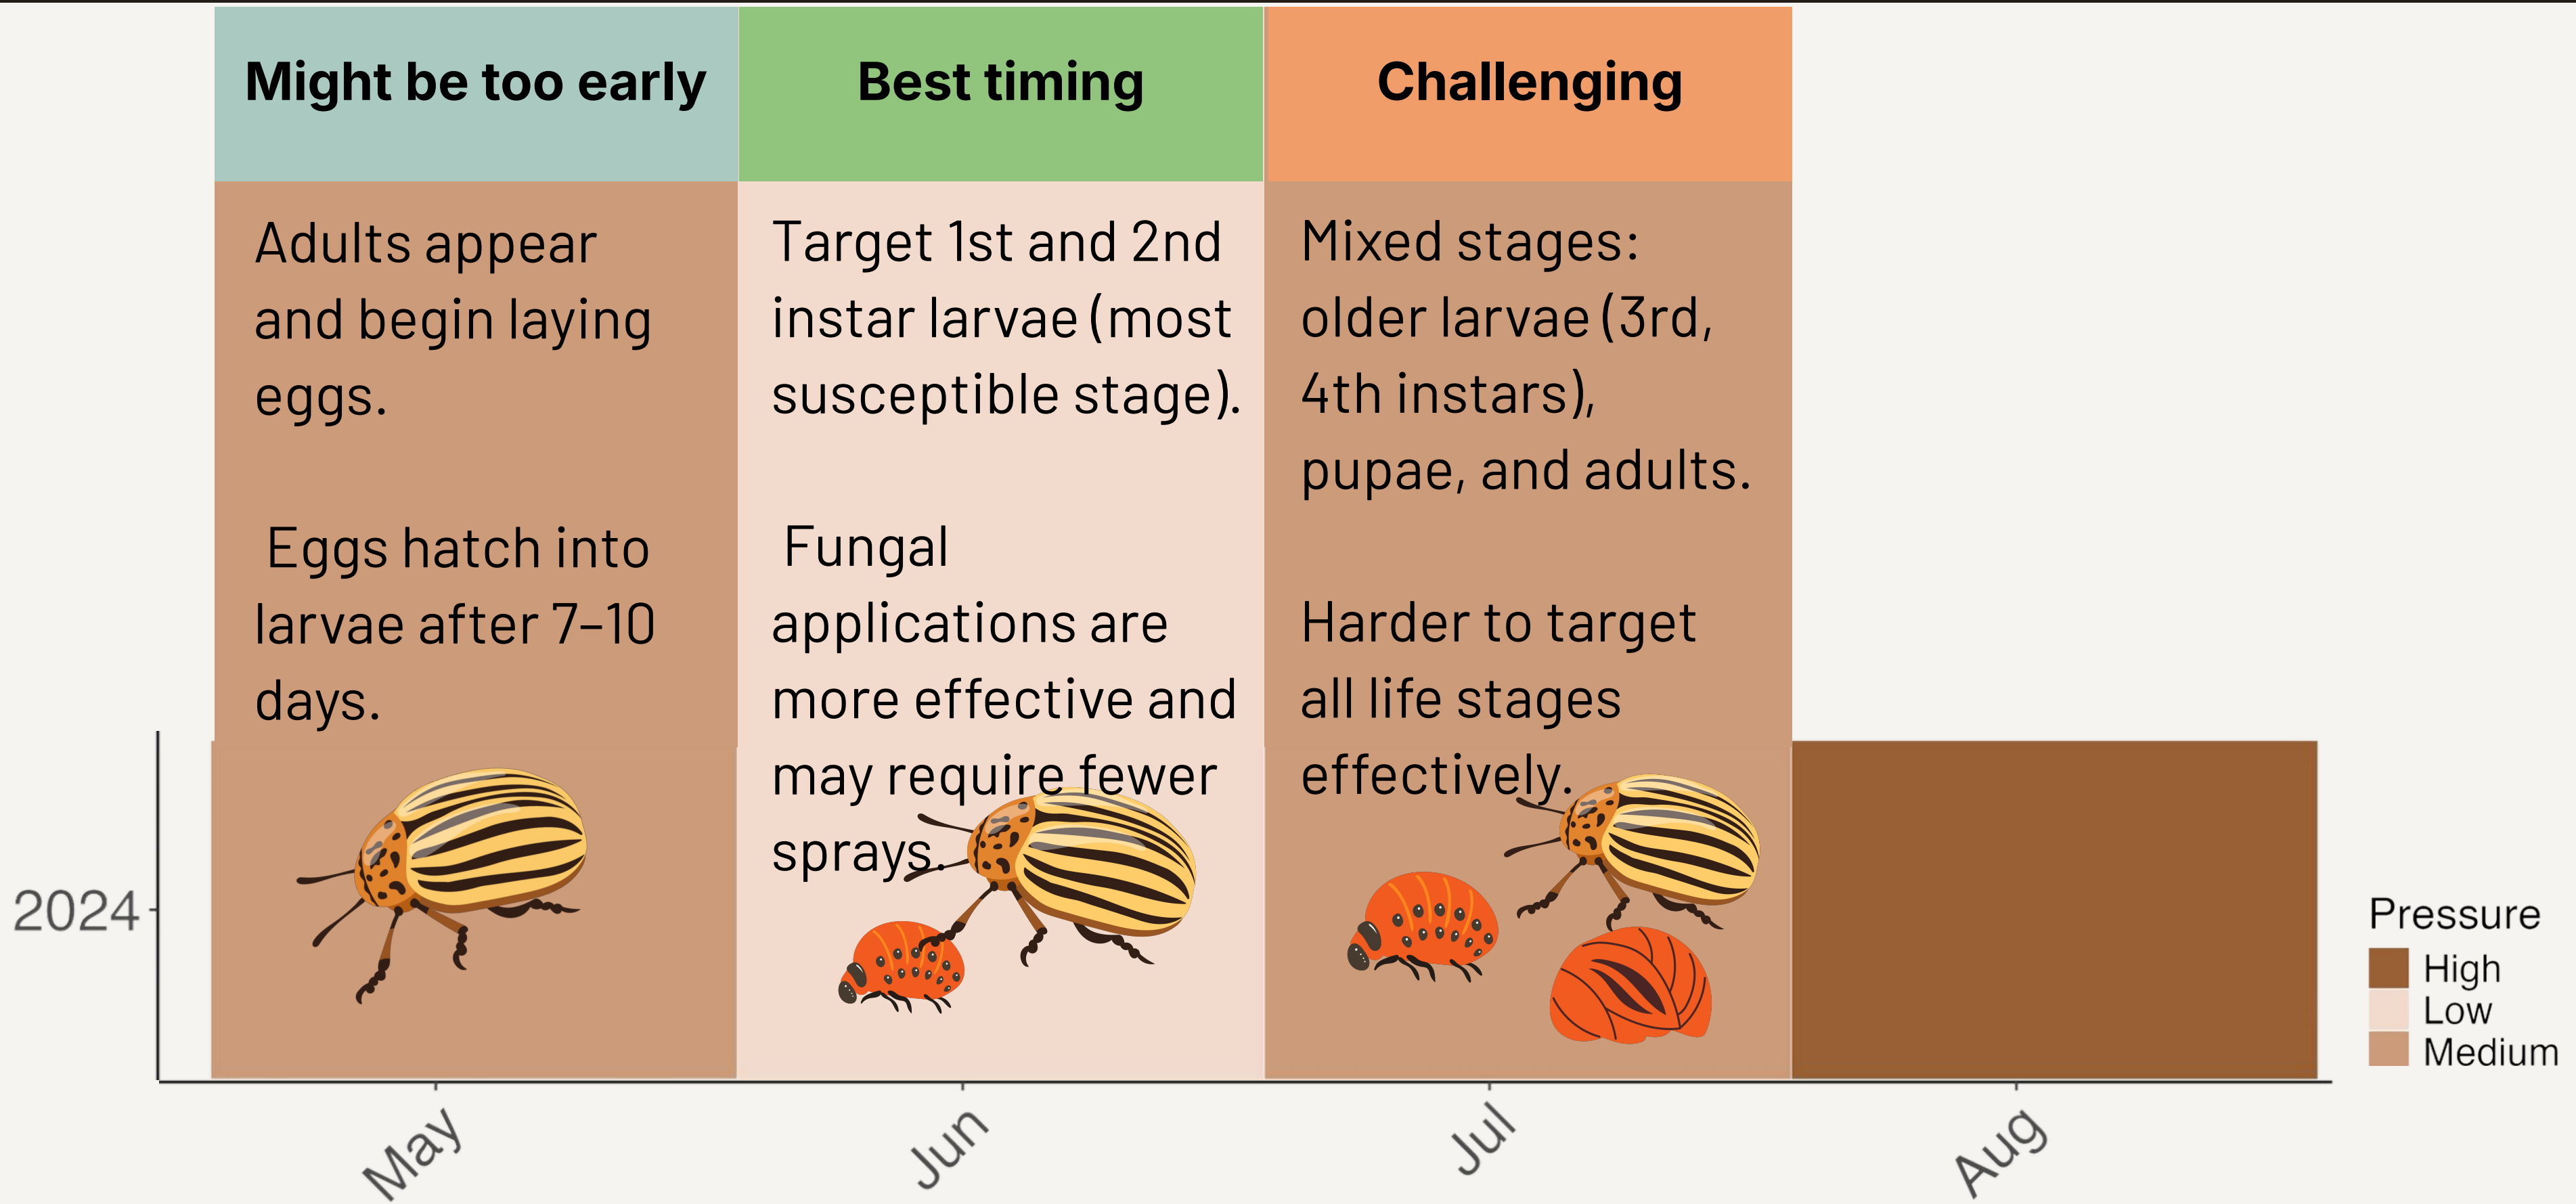 Might be too early
Best timing
Challenging
Adults appear
and begin laying
eggs.
Eggs hatch into
larvae after 7–10
days.
Target 1st and 2nd
instar larvae (most
susceptible stage).
Fungal
applications are
more effective and
may require fewer
sprays.
Mixed stages:
older larvae (3rd,
4th instars),
pupae, and adults.
Harder to target
all life stages
effectively.
2024
May
Jun
Jul
Aug
Pressure
High
Low
Medium